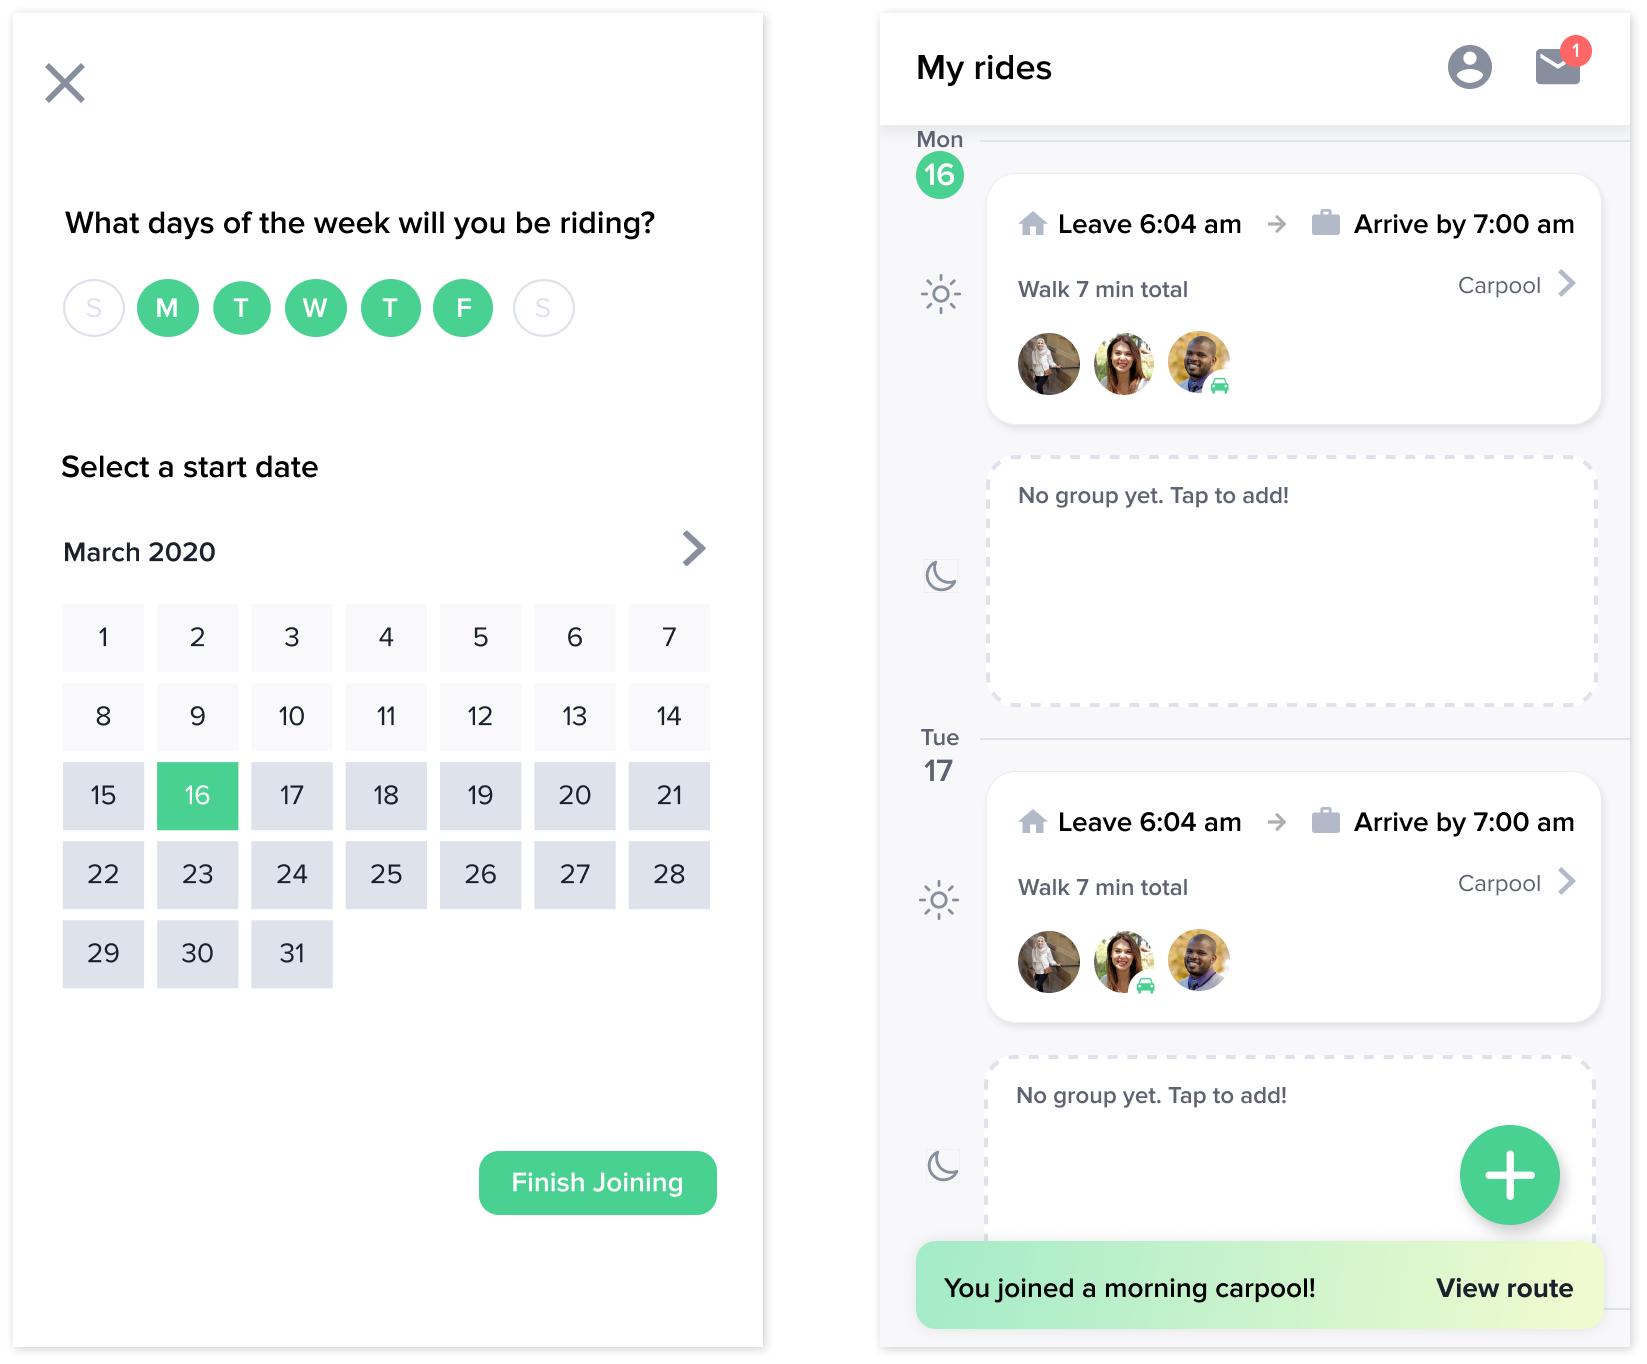 What days of the week will you be riding?
S M T W T F S
Select a start date
March 2020
1 2 3 4 5 6 7
8 9 10 11 12 13 14
15 16 17 18 19 20 21
22 23 24 25 26 27 28
29 30 31
Finish Joining
My rides
1
Mon
16
Leave 6:04 am
Arrive by 7:00 am
Walk 7 min total
Carpool
No group yet. Tap to add!
Tue
17
Leave 6:04 am
Arrive by 7:00 am
Walk 7 min total
Carpool
No group yet. Tap to add!
You joined a morning carpool!
View route